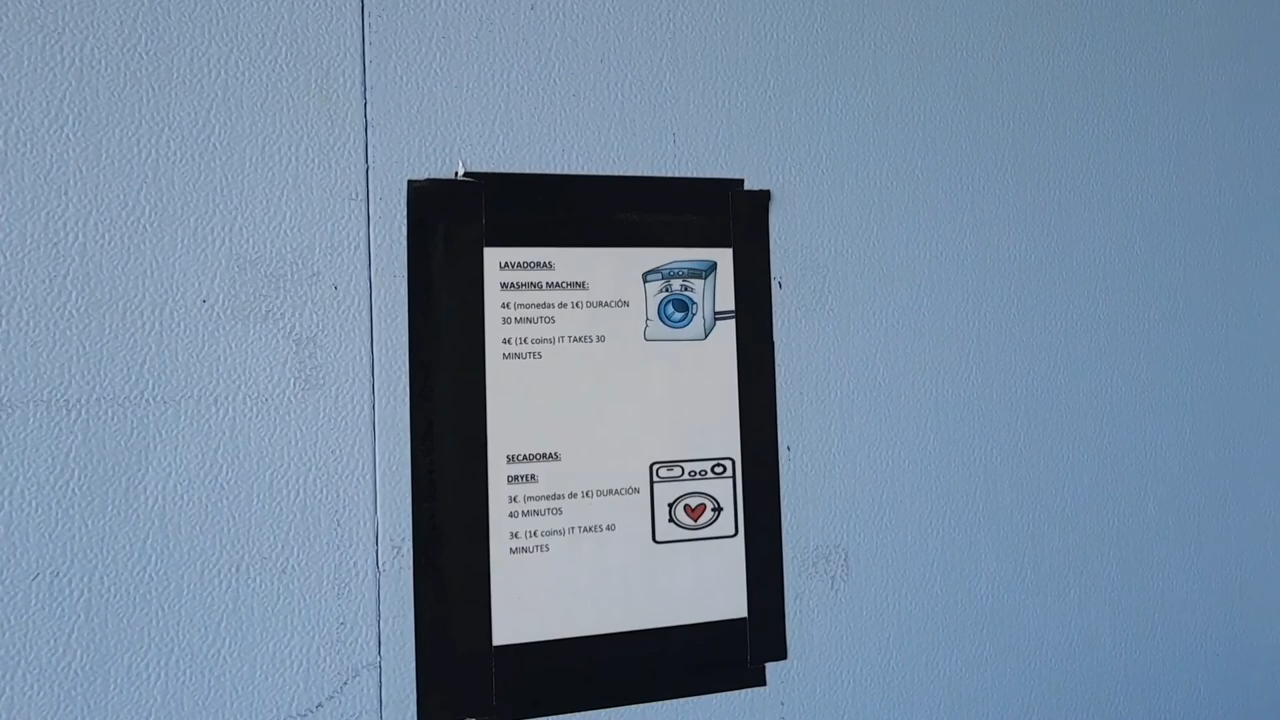 LAVADORAS:
WASHING MACHINE:
4€ (monedas de 1€) DURACIÓN
30 MINUTOS
4€ (1€ coins) IT TAKES 30
MINUTES
SECADORAS:
DRYER:
3€. (monedas de 1€) DURACIÓN
40 MINUTOS
3€. (1€ coins) IT TAKES 40
MINUTES